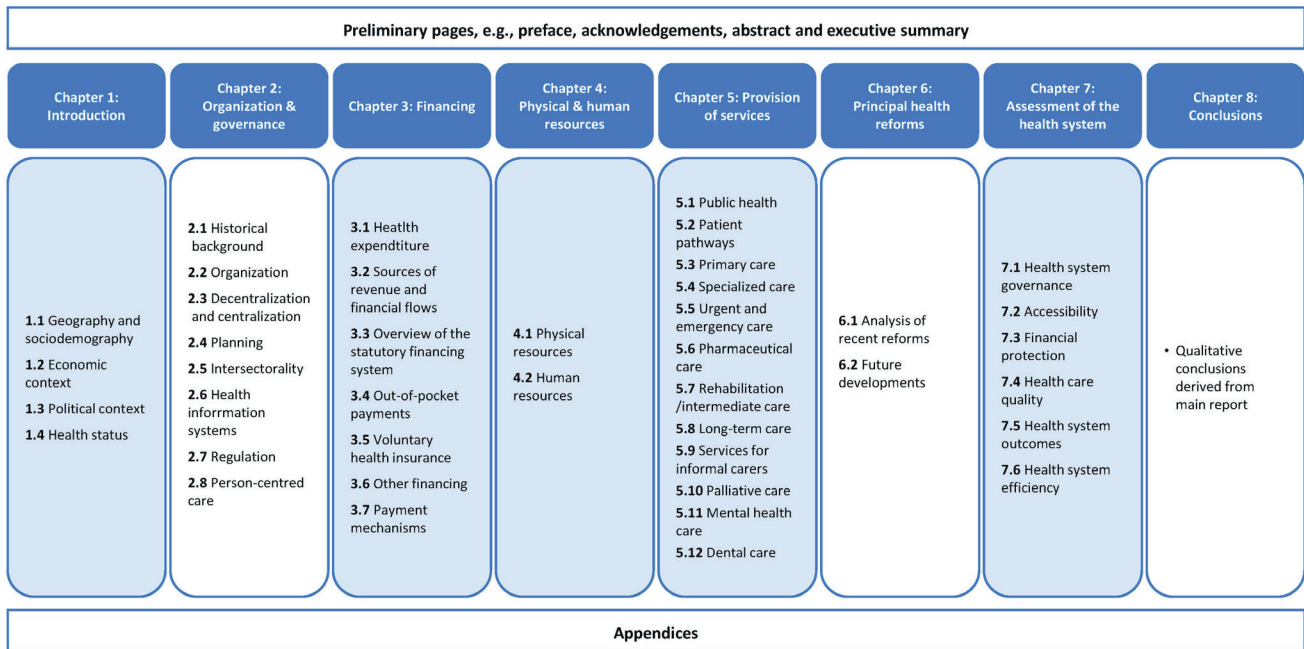 Preliminary pages, e.g., preface, acknowledgements, abstract and executive summary
Chapter 1:
Introduction
Chapter 2:
Organization &
governance
Chapter 3: Financing
Chapter 4:
Physical & human
resources
Chapter 5: Provision
of services
Chapter 6:
Principal health
reforms
Chapter 7:
Assessment of the
health system
Chapter 8:
Conclusions
1.1 Geography and
sociodemography
1.2 Economic
context
1.3 Political context
1.4 Health status
2.1 Historical
background
2.2 Organization
2.3 Decentralization
and centralization
2.4 Planning
2.5 Intersectorality
2.6 Health
inforrmation
systems
2.7 Regulation
2.8 Person-centred
care
3.1 Heatlth
expendtiture
3.2 Sources of
revenue and
financial flows
3.3 Overview of the
statutory financing
system
3.4 Out-of-pocket
payments
3.5 Voluntary
health insurance
3.6 Other financing
3.7 Payment
mechanisms
4.1 Physical
resources
4.2 Human
resources
5.1 Public health
5.2 Patient
pathways
5.3 Primary care
5.4 Specialized care
5.5 Urgent and
emergency care
5.6 Pharmaceutical
care
5.7 Rehabilitation
/intermediate care
5.8 Long-term care
5.9 Services for
informal carers
5.10 Palliative care
5.11 Mental health
care
5.12 Dental care
6.1 Analysis of
recent reforms
6.2 Future
developments
7.1 Health system
governance
7.2 Accessibility
7.3 Financial
protection
7.4 Health care
quality
7.5 Health system
outcomes
7.6 Health system
efficiency
• Qualitative
conclusions
derived from
main report
Appendices